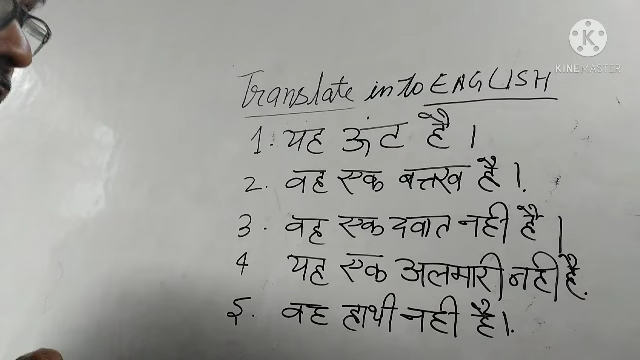 KINEMASTER
Translate into ENGLISH
1. यह ऊंट है।
2. वह एक बत्तख है।
3. वह एक दवात नही है।
4 यह एक अलमारी नही है.
5. वह हाथी नही है।